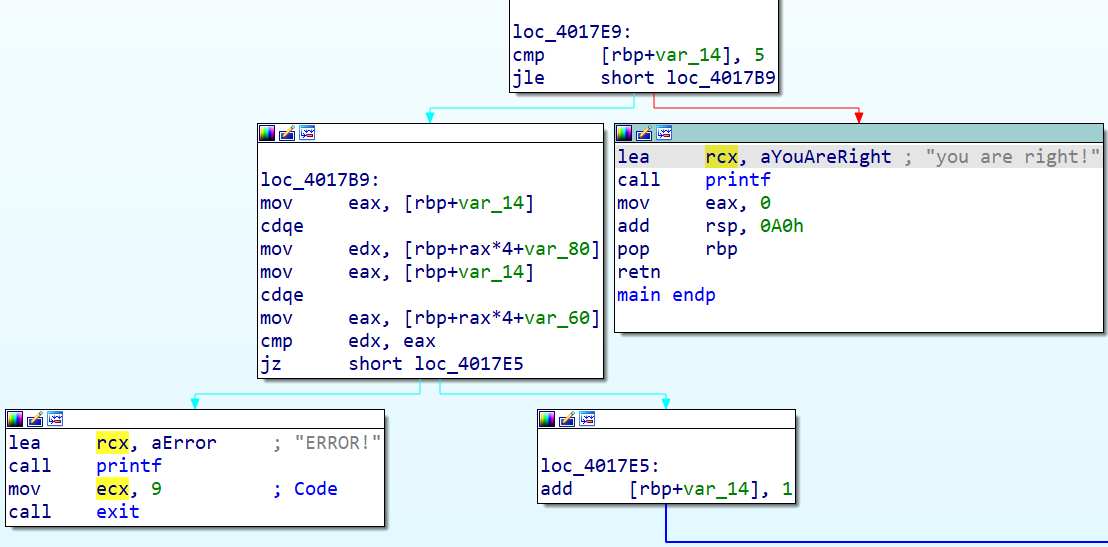 loc_4017E9:
cmp [rbp+var_14], 5
jle short loc_4017B9
loc_4017B9:
mov eax, [rbp+var_14]
cdqe
mov edx, [rbp+rax*4+var_80]
mov eax, [rbp+var_14]
cdqe
mov eax, [rbp+rax*4+var_60]
cmp edx, eax
jz short loc_4017E5
lea rcx, aYouAreRight ; "you are right!"
call printf
mov eax, 0
add rsp, 0A0h
pop rbp
retn
main endp
lea rcx, aError ; "ERROR!"
call printf
mov ecx, 9 ; Code
call exit
loc_4017E5:
add [rbp+var_14], 1